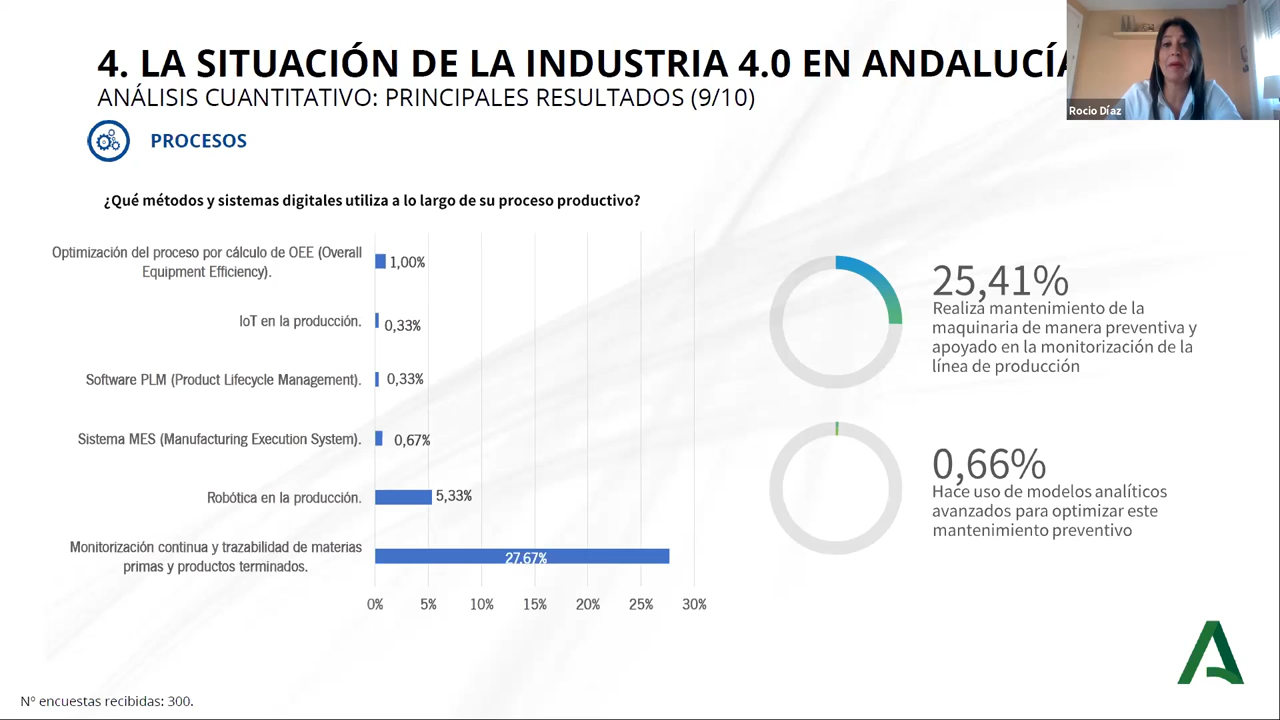 4. LA SITUACIÓN DE LA INDUSTRIA 4.0 EN ANDALUCÍA
ANÁLISIS CUANTITATIVO: PRINCIPALES RESULTADOS (9/10)
Rocio Díaz
PROCESOS
¿Qué métodos y sistemas digitales utiliza a lo largo de su proceso productivo?
Optimización del proceso por cálculo de OEE (Overall
Equipment Efficiency).
1,00%
IoT en la producción.
0,33%
Software PLM (Product Lifecycle Management).
0,33%
Sistema MES (Manufacturing Execution System).
0,67%
Robótica en la producción.
5,33%
Monitorización continua y trazabilidad de materias
primas y productos terminados.
27,67%
0% 5% 10% 15% 20% 25% 30%
25,41%
Realiza mantenimiento de la
maquinaria de manera preventiva y
apoyado en la monitorización de la
línea de producción
0,66%
Hace uso de modelos analíticos
avanzados para optimizar este
mantenimiento preventivo
Nº encuestas recibidas: 300.